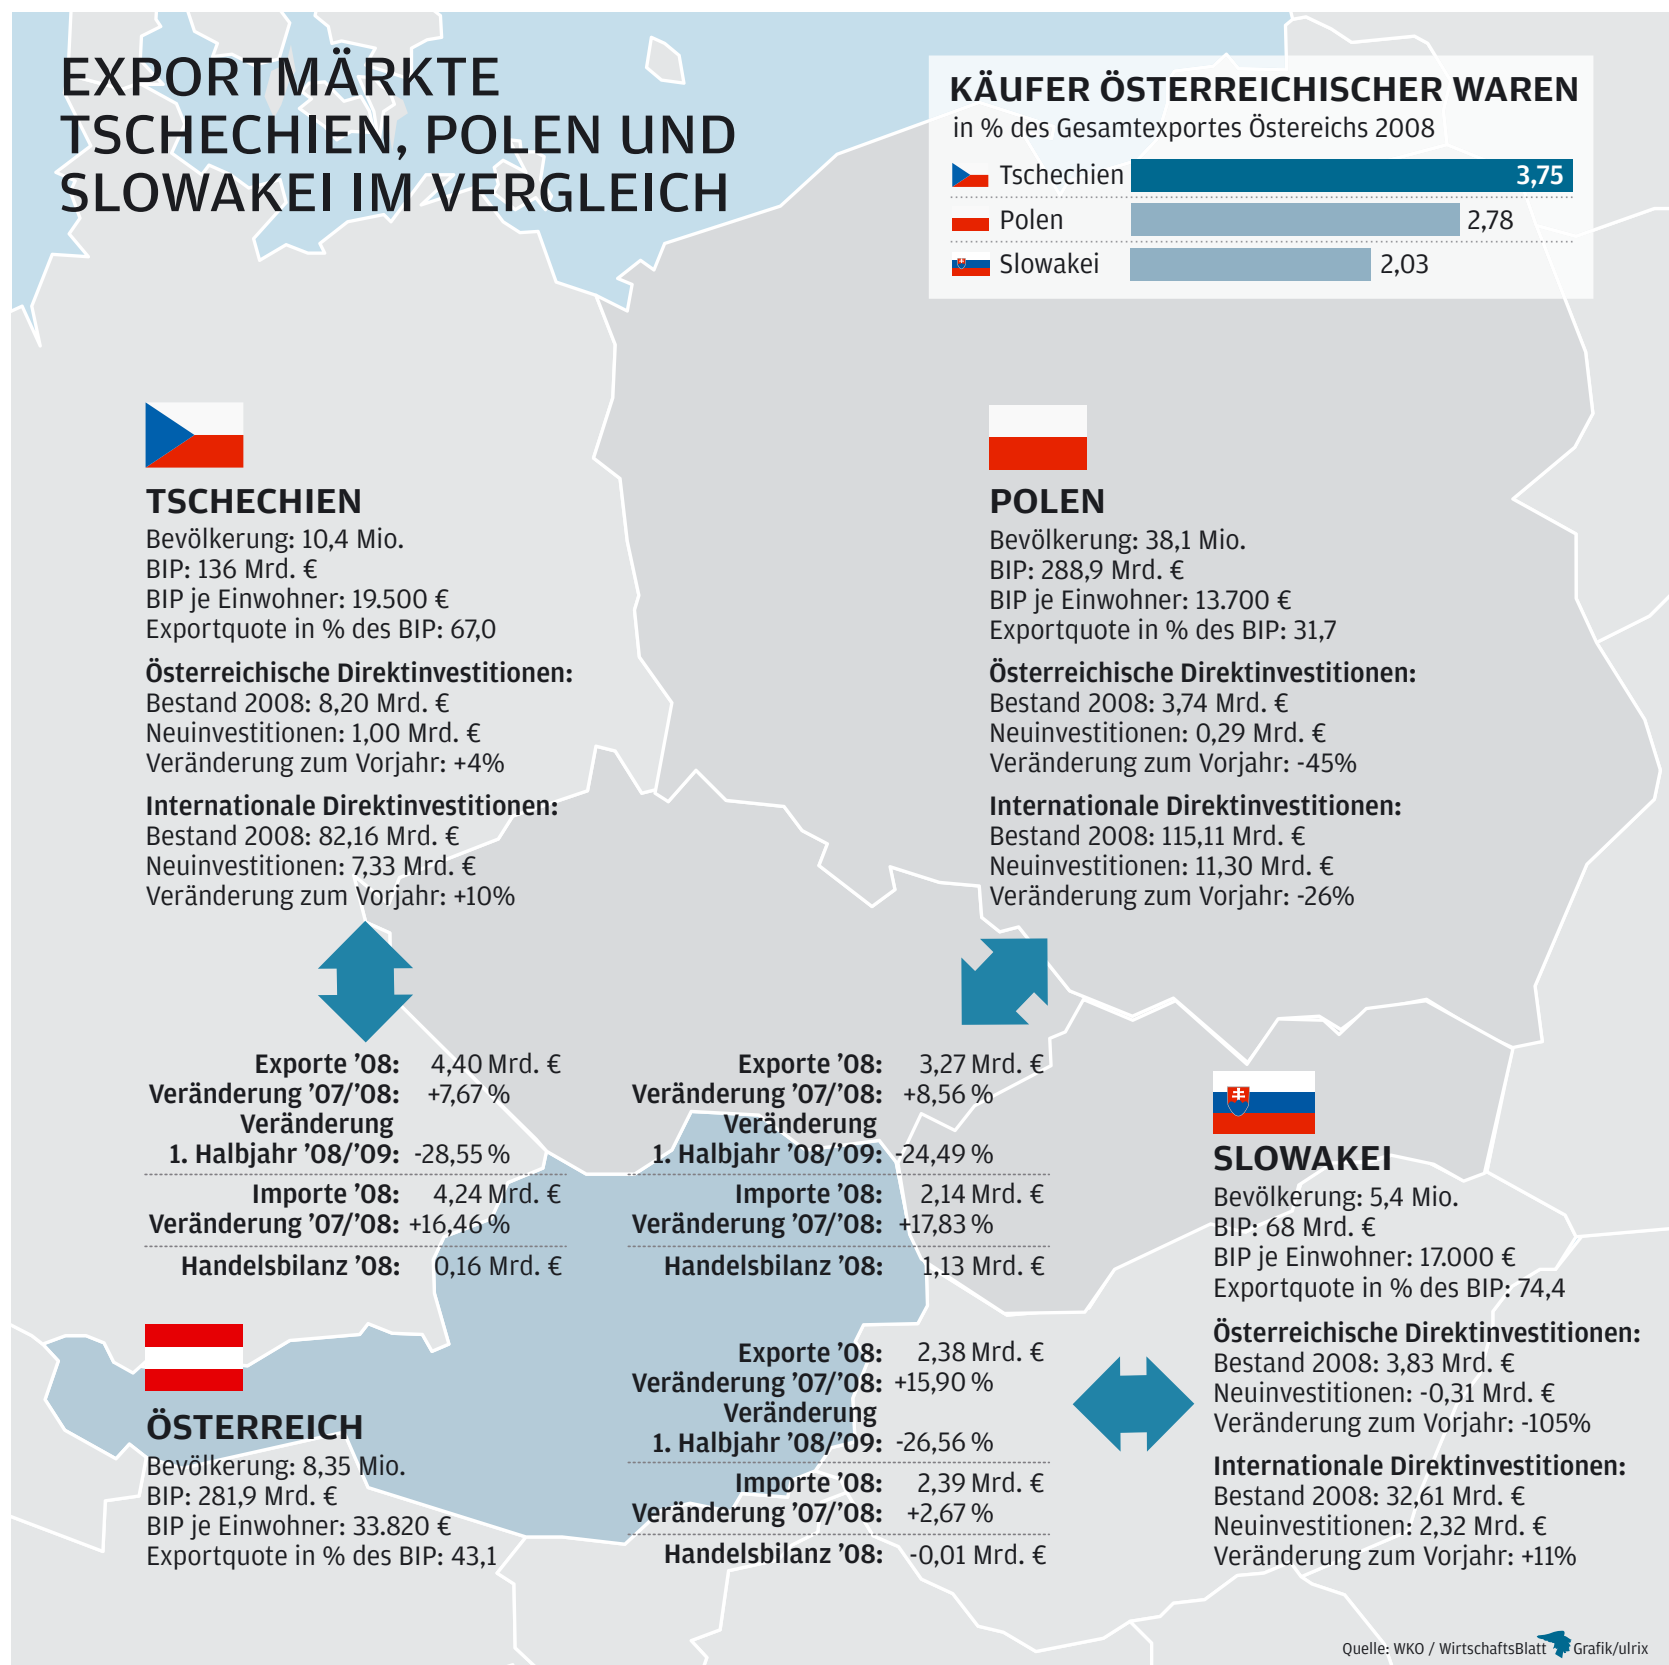 EXPORTMÄRKTE
TSCHECHIEN, POLEN UND
SLOWAKEI IM VERGLEICH
KÄUFER ÖSTERREICHISCHER WAREN
in % des Gesamtexportes Östereichs 2008
Tschechien 3,75
Polen 2,78
Slowakei 2,03
TSCHECHIEN
Bevölkerung: 10,4 Mio.
BIP: 136 Mrd. €
BIP je Einwohner: 19.500 €
Exportquote in % des BIP: 67,0
Österreichische Direktinvestitionen:
Bestand 2008: 8,20 Mrd. €
Neuinvestitionen: 1,00 Mrd. €
Veränderung zum Vorjahr: +4%
Internationale Direktinvestitionen:
Bestand 2008: 82,16 Mrd. €
Neuinvestitionen: 7,33 Mrd. €
Veränderung zum Vorjahr: +10%
POLEN
Bevölkerung: 38,1 Mio.
BIP: 288,9 Mrd. €
BIP je Einwohner: 13.700 €
Exportquote in % des BIP: 31,7
Österreichische Direktinvestitionen:
Bestand 2008: 3,74 Mrd. €
Neuinvestitionen: 0,29 Mrd. €
Veränderung zum Vorjahr: -45%
Internationale Direktinvestitionen:
Bestand 2008: 115,11 Mrd. €
Neuinvestitionen: 11,30 Mrd. €
Veränderung zum Vorjahr: -26%
Exporte ’08: 4,40 Mrd. €
Veränderung ’07/’08: +7,67 %
Veränderung
1. Halbjahr ’08/’09: -28,55 %
Importe ’08: 4,24 Mrd. €
Veränderung ’07/’08: +16,46 %
Handelsbilanz ’08: 0,16 Mrd. €
Exporte ’08: 3,27 Mrd. €
Veränderung ’07/’08: +8,56 %
Veränderung
1. Halbjahr ’08/’09: -24,49 %
Importe ’08: 2,14 Mrd. €
Veränderung ’07/’08: +17,83 %
Handelsbilanz ’08: 1,13 Mrd. €
SLOWAKEI
Bevölkerung: 5,4 Mio.
BIP: 68 Mrd. €
BIP je Einwohner: 17.000 €
Exportquote in % des BIP: 74,4
Österreichische Direktinvestitionen:
Bestand 2008: 3,83 Mrd. €
Neuinvestitionen: -0,31 Mrd. €
Veränderung zum Vorjahr: -105%
Internationale Direktinvestitionen:
Bestand 2008: 32,61 Mrd. €
Neuinvestitionen: 2,32 Mrd. €
Veränderung zum Vorjahr: +11%
ÖSTERREICH
Bevölkerung: 8,35 Mio.
BIP: 281,9 Mrd. €
BIP je Einwohner: 33.820 €
Exportquote in % des BIP: 43,1
Exporte ’08: 2,38 Mrd. €
Veränderung ’07/’08: +15,90 %
Veränderung
1. Halbjahr ’08/’09: -26,56 %
Importe ’08: 2,39 Mrd. €
Veränderung ’07/’08: +2,67 %
Handelsbilanz ’08: -0,01 Mrd. €
Quelle: WKO / WirtschaftsBlatt Grafik/ulrix